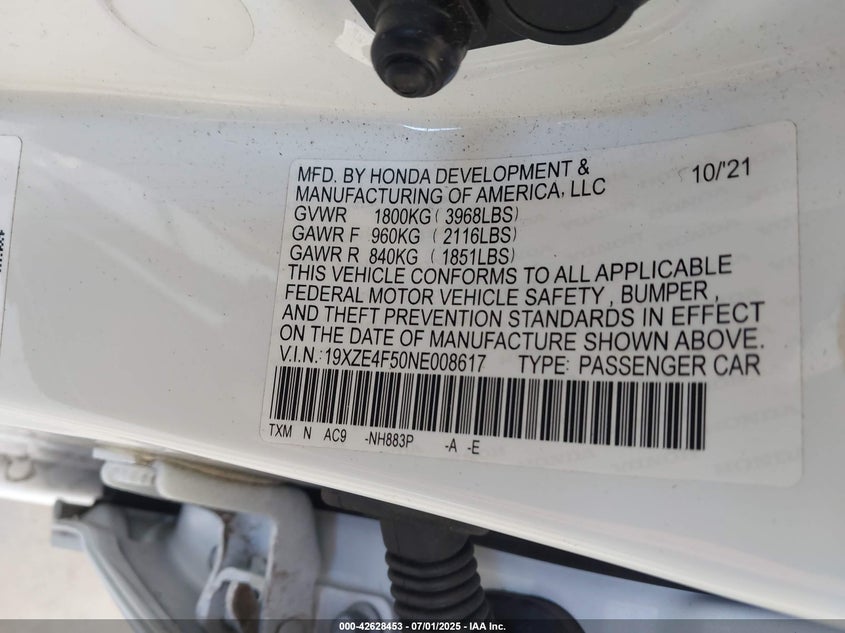 MFD. BY HONDA DEVELOPMENT & 10/'21
MANUFACTURING OF AMERICA, LLC
GVWR 1800KG ( 3968LBS)
GAWR F 960KG ( 2116LBS)
GAWR R 840KG ( 1851LBS)
THIS VEHICLE CONFORMS TO ALL APPLICABLE
FEDERAL MOTOR VEHICLE SAFETY , BUMPER ,
AND THEFT PREVENTION STANDARDS IN EFFECT
ON THE DATE OF MANUFACTURE SHOWN ABOVE.
V.I.N.: 19XZE4F50NE008617 TYPE: PASSENGER CAR
TXM N AC9 -NH883P -A -E
000-42628453 - 07/01/2025 - IAA Inc.